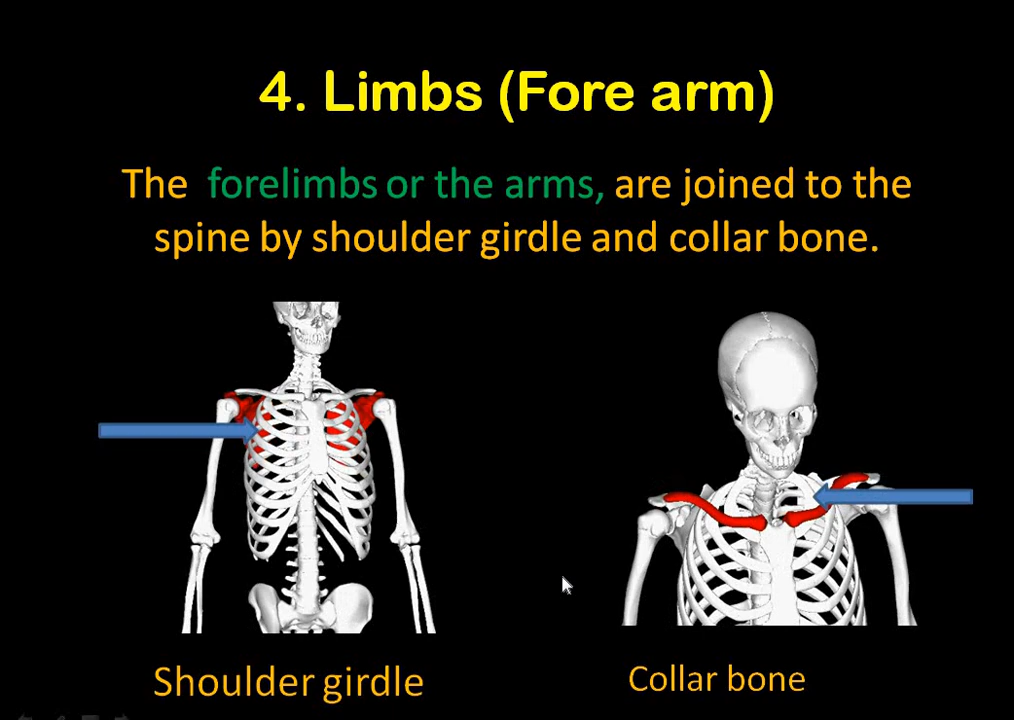 4. Limbs (Fore arm)
The forelimbs or the arms, are joined to the
spine by shoulder girdle and collar bone.
Shoulder girdle
Collar bone